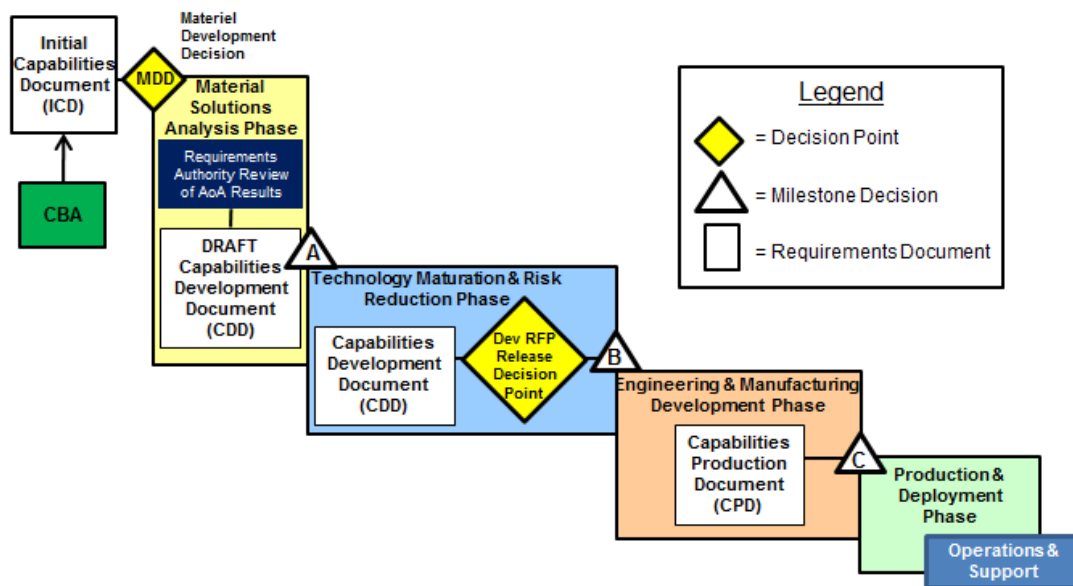 Initial
Capabilities
Document
(ICD)
Materiel
Development
Decision
MDD
CBA
Material
Solutions
Analysis Phase
Requirements
Authority Review
of AoA Results
DRAFT
Capabilities
Development
Document
(CDD)
A
Technology Maturation & Risk
Reduction Phase
Capabilities
Development
Document
(CDD)
Dev RFP
Release
Decision
Point
B
Engineering & Manufacturing
Development Phase
Capabilities
Production
Document
(CPD)
C
Production &
Deployment
Phase
Operations &
Support
Legend
= Decision Point
= Milestone Decision
= Requirements Document